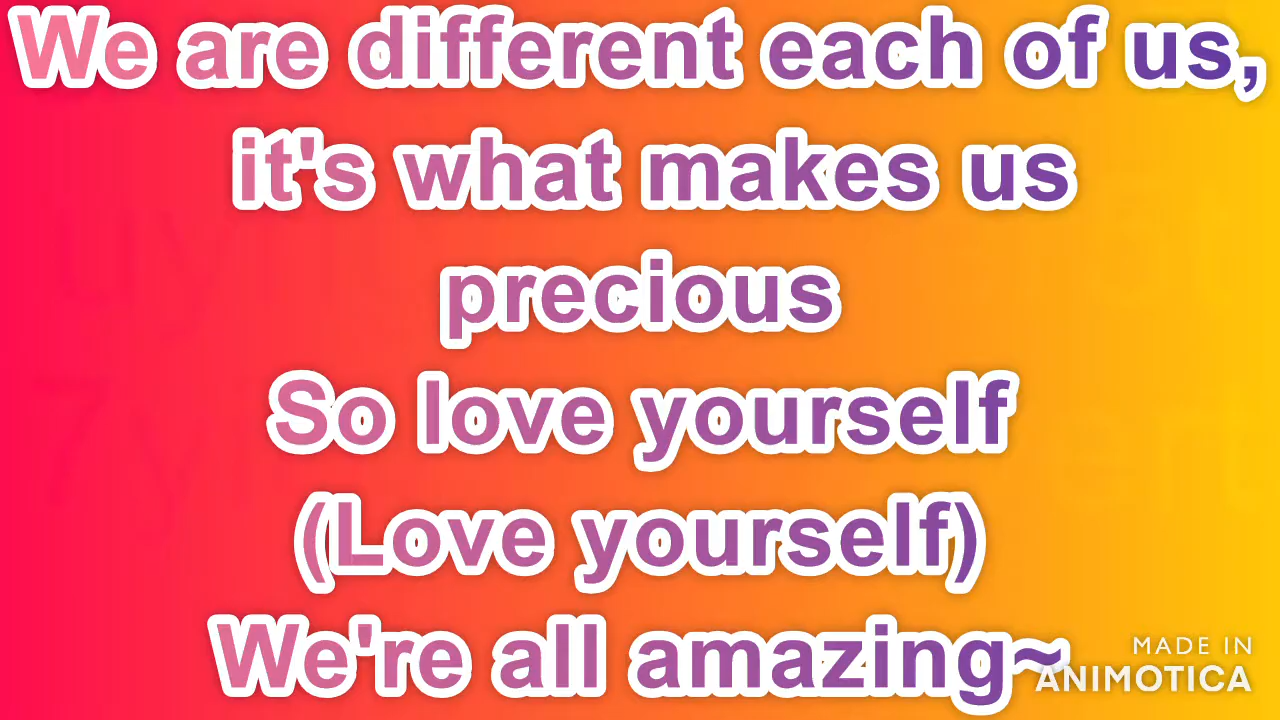 We are different each of us,
it's what makes us
precious
So love yourself
(Love yourself)
We're all amazing~
MADE IN
ANIMOTICA